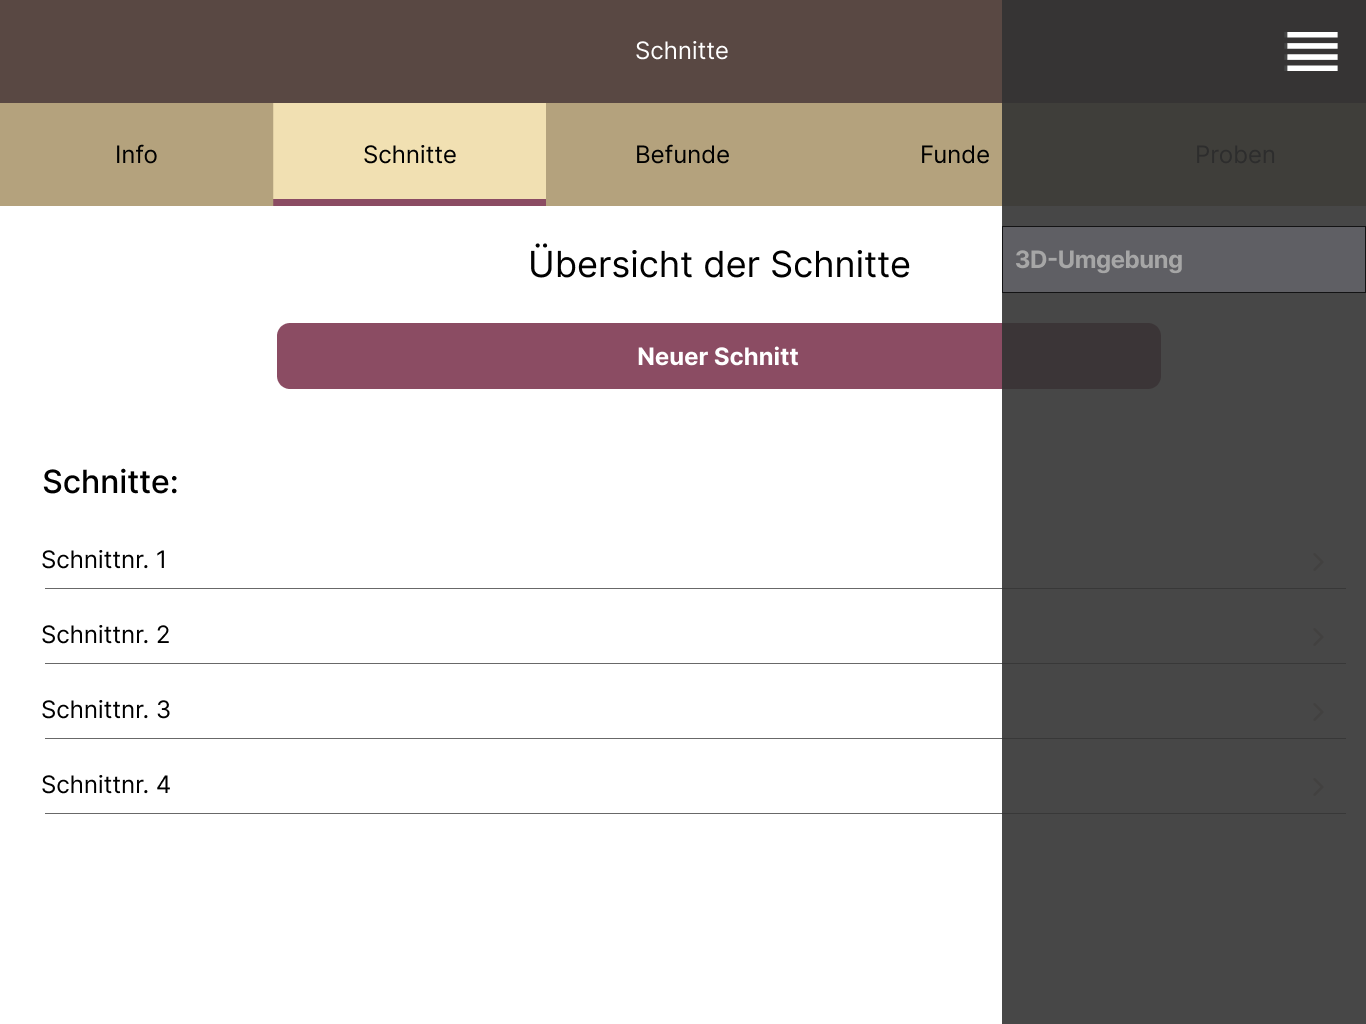 Schnitte
Info
Schnitte
Befunde
Funde
Proben
Übersicht der Schnitte
3D-Umgebung
Neuer Schnitt
Schnitte:
Schnittnr. 1
Schnittnr. 2
Schnittnr. 3
Schnittnr. 4